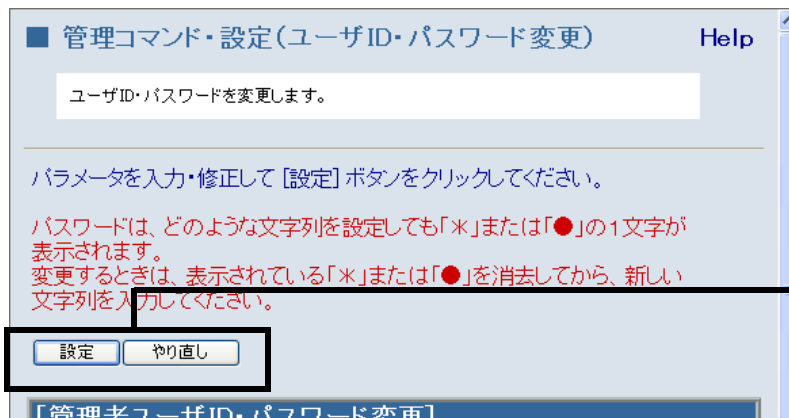 ■ 管理コマンド・設定(ユーザID・パスワード変更) Help
ユーザID・パスワードを変更します。
パラメータを入力・修正して [設定] ボタンをクリックしてください。
パスワードは、どのような文字列を設定しても「＊」または「●」の1文字が
表示されます。
変更するときは、表示されている「＊」または「●」を消去してから、新しい
文字列を入力してください。
設定 やり直し
[管理者ユーザID・パスワード変更]